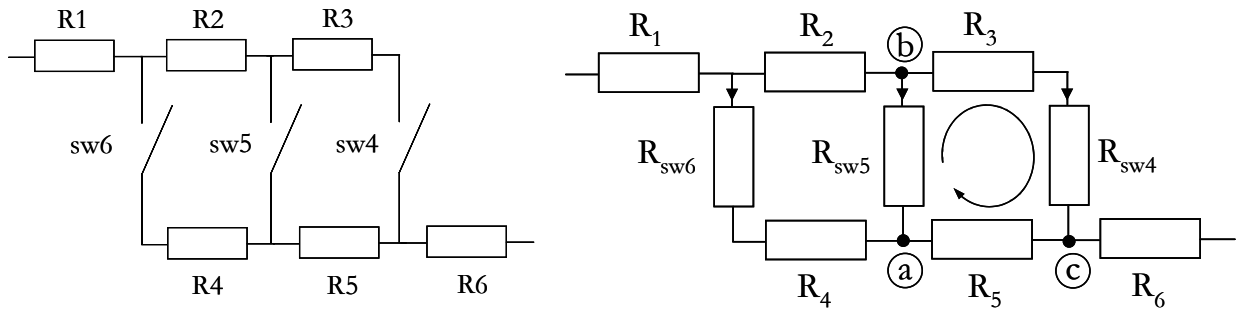 R1 R2 R3
sw6 sw5 sw4
R4 R5 R6
R1 R2 b R3
Rsw6 Rsw5 Rsw4
R4 a R5 c R6